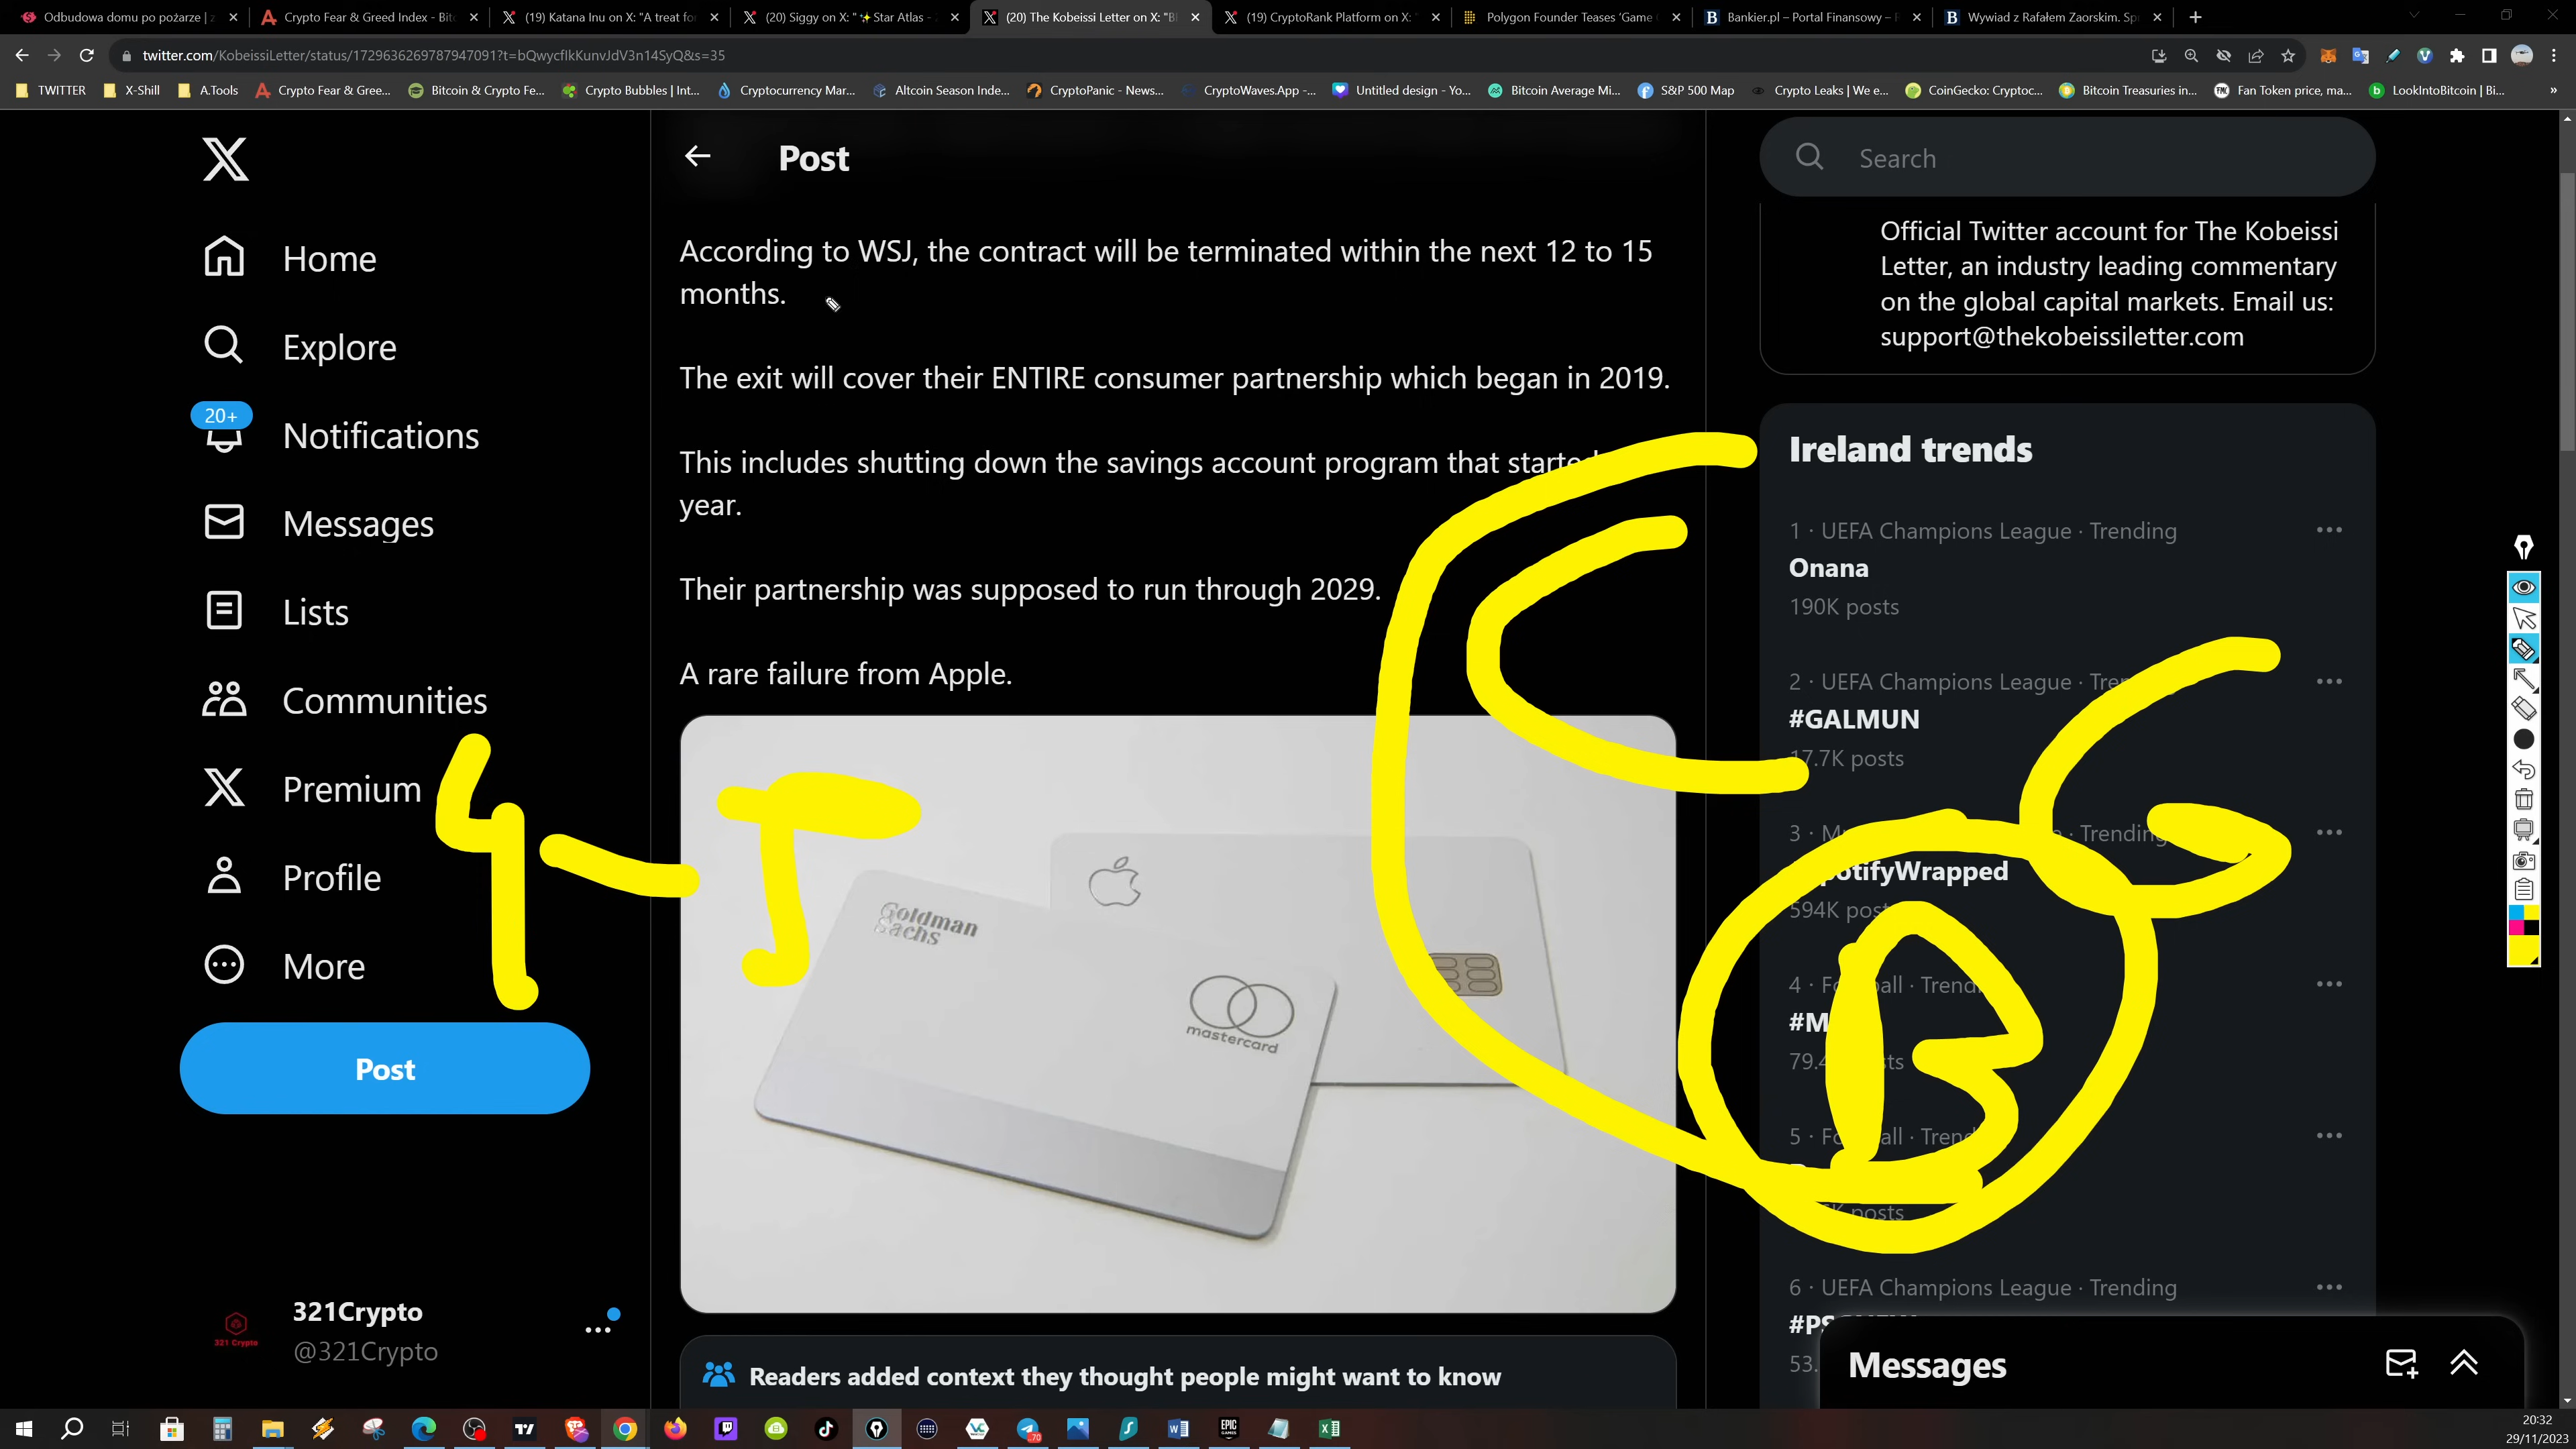 Odbudowa domu po pożarze | z
Crypto Fear & Greed Index - Bit
(19) Katana Inu on X: "A treat fo
(20) Siggy on X: "✨Star Atlas -
(20) The Kobeissi Letter on X: "B
(19) CryptoRank Platform on X: "
Polygon Founder Teases 'Game
Bankier.pl – Portal Finansowy –
Wywiad z Rafałem Zaorskim. Sp
twitter.com/KobeissiLetter/status/1729636269787947091?t=bQwycfIkKunvJdV3n14SyQ&s=35
TWITTER
X-Shill
A.Tools
Crypto Fear & Gree...
Bitcoin & Crypto Fe...
Crypto Bubbles | Int...
Cryptocurrency Mar...
Altcoin Season Inde...
CryptoPanic - News...
CryptoWaves.App -...
Untitled design - Yo...
Bitcoin Average Mi...
S&P 500 Map
Crypto Leaks | We e...
CoinGecko: Cryptoc...
Bitcoin Treasuries in...
Fan Token price, ma...
LookIntoBitcoin | Bi...
»
Home
Explore
20+
Notifications
Messages
Lists
Communities
Premium
Profile
More
Post
321Crypto
@321Crypto
321 Crypto
Post
According to WSJ, the contract will be terminated within the next 12 to 15
months.
The exit will cover their ENTIRE consumer partnership which began in 2019.
This includes shutting down the savings account program that started
year.
Their partnership was supposed to run through 2029.
A rare failure from Apple.
4-J
Goldman
Sachs
mastercard
Readers added context they thought people might want to know
Search
Official Twitter account for The Kobeissi
Letter, an industry leading commentary
on the global capital markets. Email us:
support@thekobeissiletter.com
Ireland trends
1 · UEFA Champions League · Trending
Onana
190K posts
2 · UEFA Champions League ·
#GALMUN
17.7K posts
3 · Trending
potifyWrapped
594K
4 ·
posts
B
5 ·
posts
6 · UEFA Champions League · Trending
Messages
70
20:32
29/11/2023